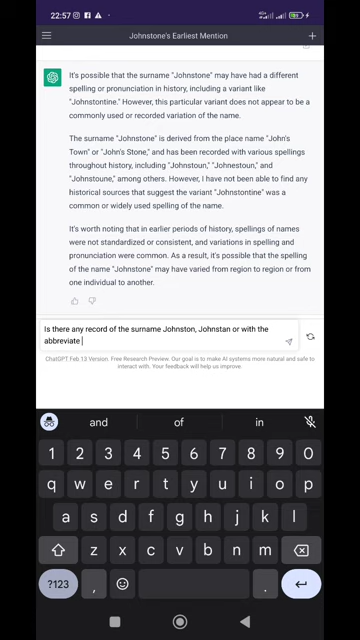 22:57
Johnstone's Earliest Mention
It's possible that the surname "Johnstone" may have had a different
spelling or pronunciation in history, including a variant like
"Johnstontine." However, this particular variant does not appear to be a
commonly used or recorded variation of the name.
The surname "Johnstone" is derived from the place name "John's
Town" or "John's Stone," and has been recorded with various spellings
throughout history, including "Johnstoun," "Johnestoun," and
"Johnstoune," among others. However, I have not been able to find any
historical sources that suggest the variant "Johnstontine" was a
common or widely used spelling of the name.
It's worth noting that in earlier periods of history, spellings of names
were not standardized or consistent, and variations in spelling and
pronunciation were common. As a result, it's possible that the spelling
of the name "Johnstone" may have varied from region to region or from
one individual to another.
Is there any record of the surname Johnston, Johnstan or with the
abbreviate
ChatGPT Feb 13 Version. Free Research Preview. Our goal is to make AI systems more natural and safe to
interact with. Your feedback will help us improve.
and of in
1 2 3 4 5 6 7 8 9 0
q w e r t y u i o p
a s d f g h j k l
z x c v b n m
?123 , .